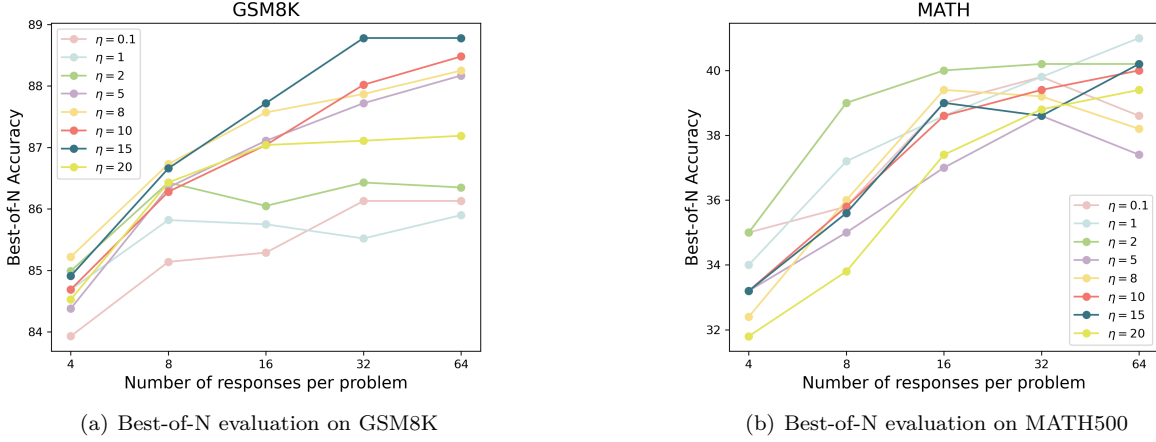 GSM8K
89
88
87
86
85
84
Best-of-N Accuracy
η = 0.1
η = 1
η = 2
η = 5
η = 8
η = 10
η = 15
η = 20
4 8 16 32 64
Number of responses per problem
(a) Best-of-N evaluation on GSM8K
MATH
40
38
36
34
32
Best-of-N Accuracy
η = 0.1
η = 1
η = 2
η = 5
η = 8
η = 10
η = 15
η = 20
4 8 16 32 64
Number of responses per problem
(b) Best-of-N evaluation on MATH500